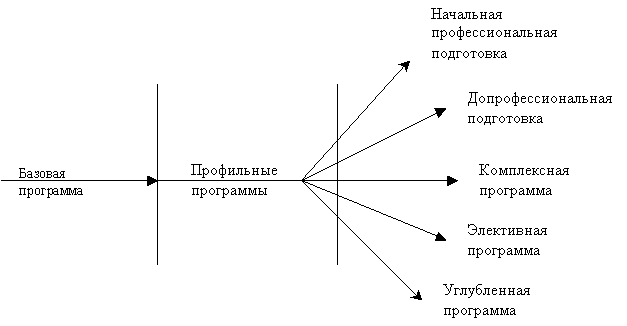 Начальная
профессиональная
подготовка
Допрофессиональная
подготовка
Базовая
программа
Профильные
программы
Комплексная
программа
Элективная
программа
Углубленная
программа